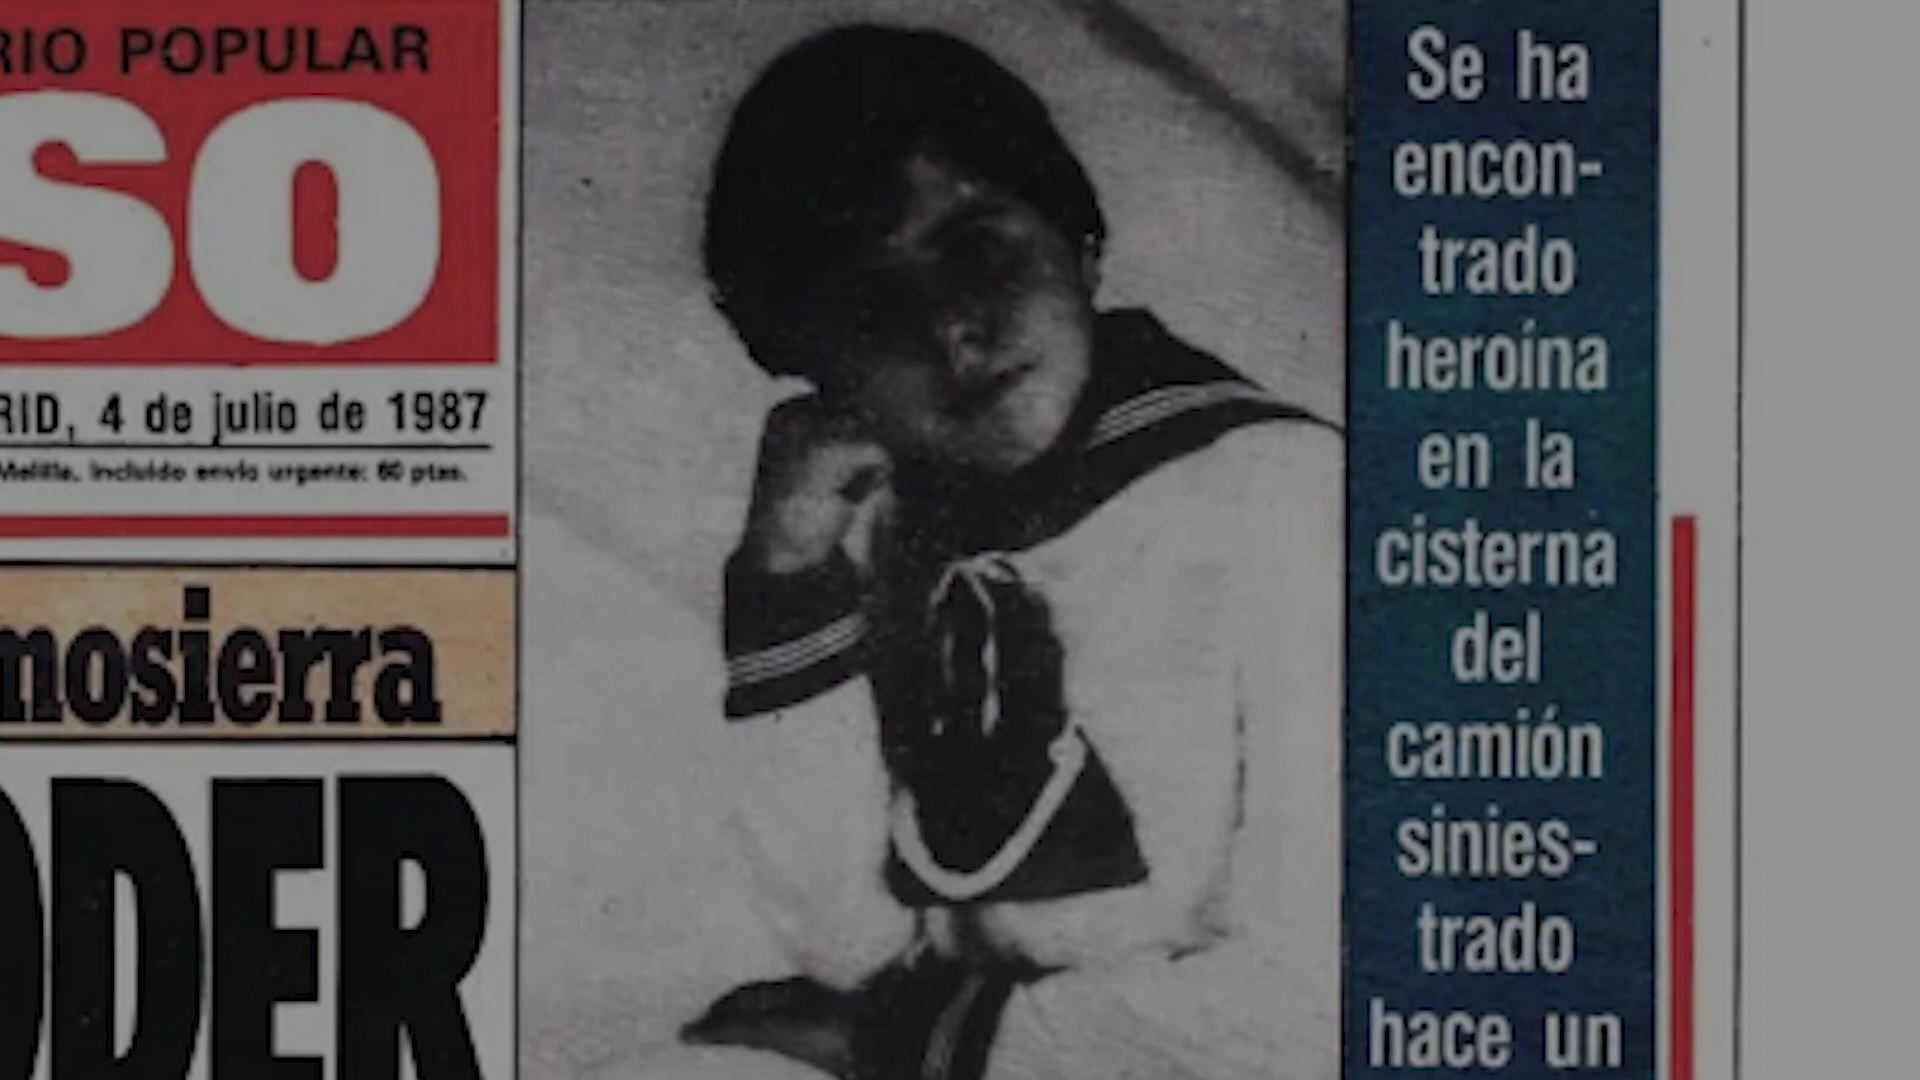 RIO POPULAR
SO
RID, 4 de julio de 1987
Melilla, incluido envío urgente: 60 ptas.
mosierra
ODER
Se ha
encon-
trado
heroína
en la
cisterna
del
camión
sinies-
trado
hace un